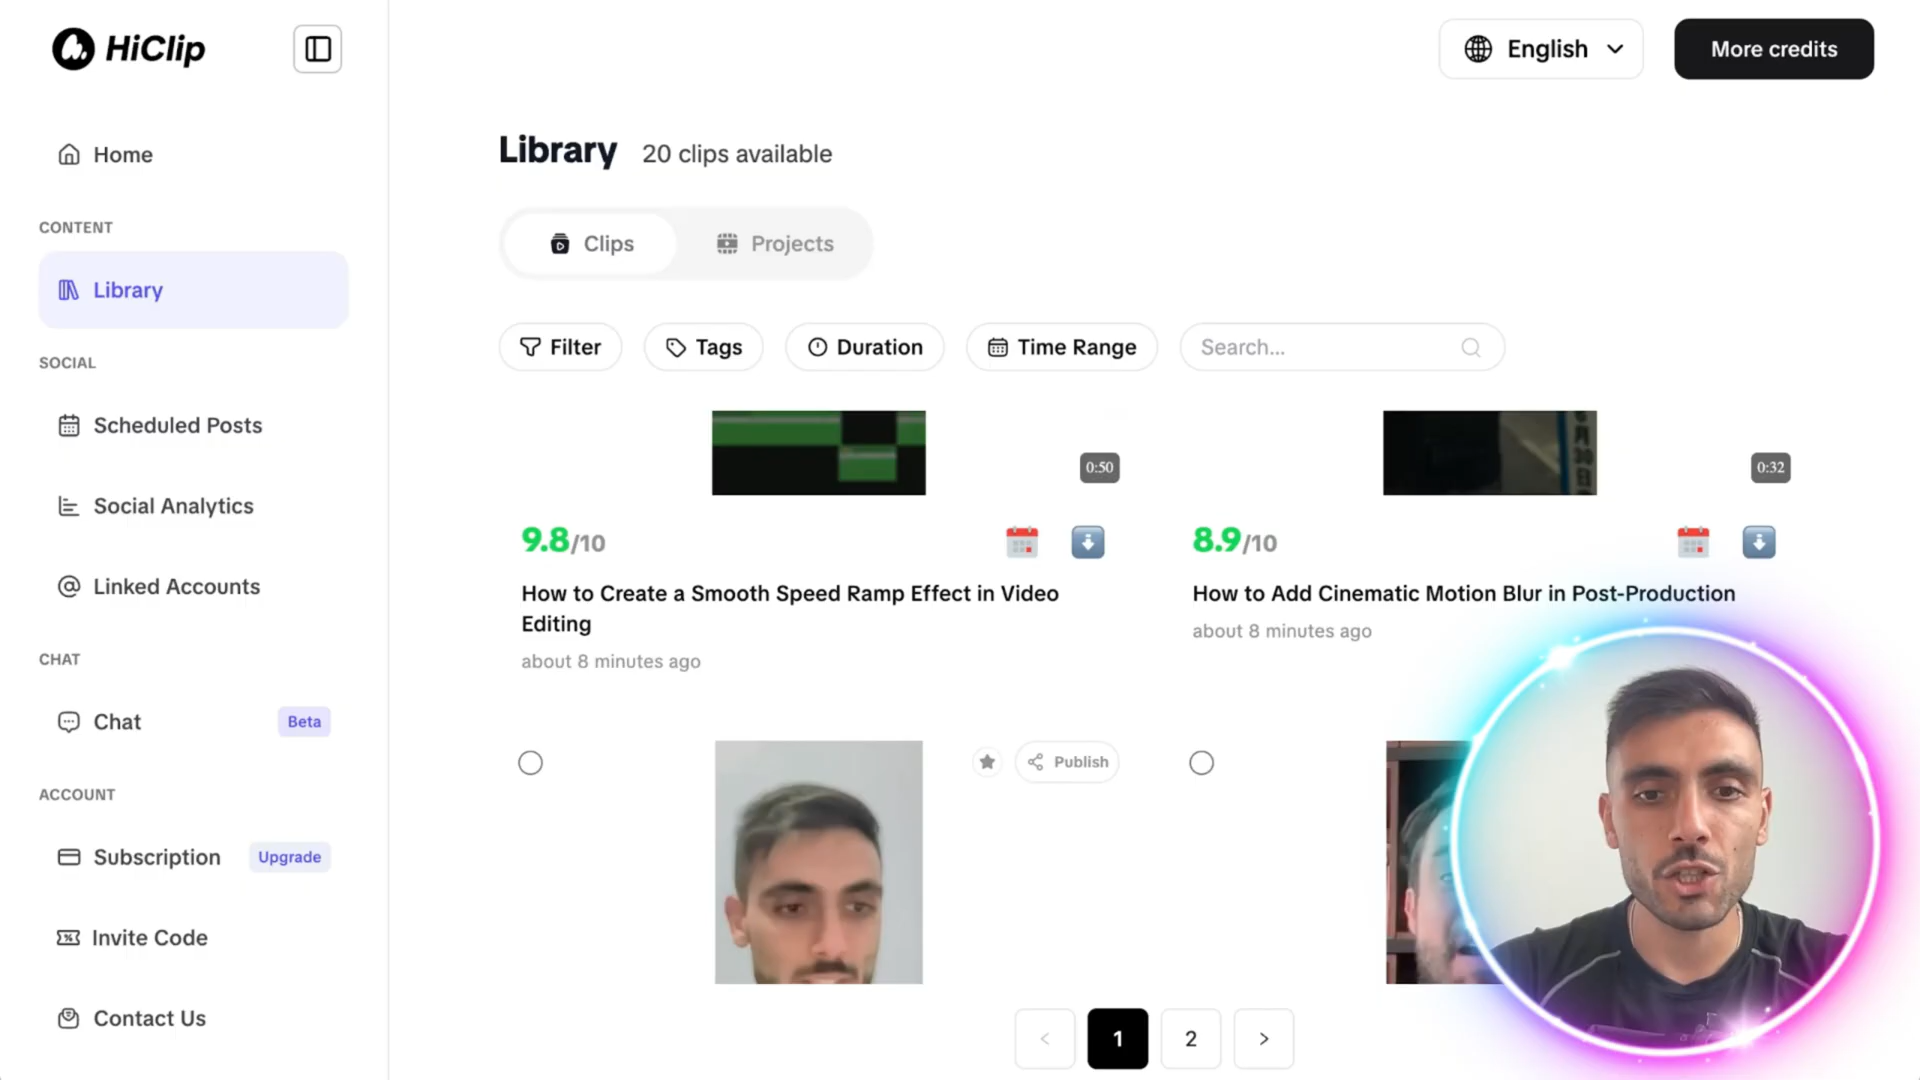 HiClip
English
More credits
Home
CONTENT
Library
SOCIAL
Scheduled Posts
Social Analytics
Linked Accounts
CHAT
Chat
Beta
ACCOUNT
Subscription
Upgrade
Invite Code
Contact Us
Library
20 clips available
Clips
Projects
Filter
Tags
Duration
Time Range
Search...
0:50
0:32
9.8/10
8.9/10
How to Create a Smooth Speed Ramp Effect in Video
Editing
about 8 minutes ago
How to Add Cinematic Motion Blur in Post-Production
about 8 minutes ago
Publish
<
1
2
>